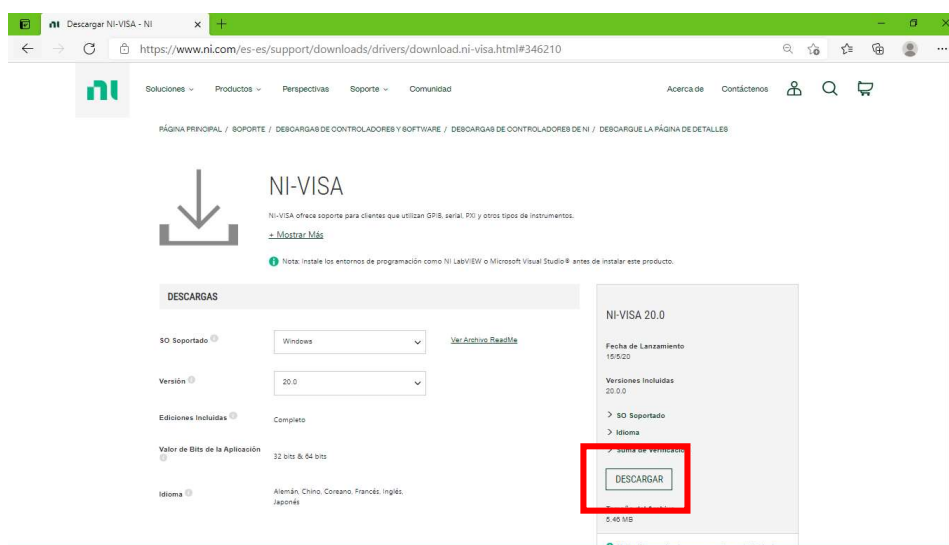 Descargar NI-VISA - NI
https://www.ni.com/es-es/support/downloads/drivers/download.ni-visa.html#346210
ni
Soluciones Productos Perspectivas Soporte Comunidad Acerca de Contáctenos
PÁGINA PRINCIPAL / SOPORTE / DESCARGAS DE CONTROLADORES Y SOFTWARE / DESCARGAS DE CONTROLADORES DE NI / DESCARGUE LA PÁGINA DE DETALLES
NI-VISA
NI-VISA ofrece soporte para clientes que utilizan GPIB, serial, PXI y otros tipos de instrumentos.
+ Mostrar Más
Nota: Instale los entornos de programación como NI LabVIEW o Microsoft Visual Studio® antes de instalar este producto.
DESCARGAS
SO Soportado
Windows
Ver Archivo ReadMe
Versión
20.0
Ediciones Incluidas
Completo
Valor de Bits de la Aplicación
32 bits & 64 bits
Idioma
Alemán, Chino, Coreano, Francés, Inglés,
Japonés
NI-VISA 20.0
Fecha de Lanzamiento
15/5/20
Versiones Incluidas
20.0.0
> SO Soportado
> Idioma
> Suma de Verificació
DESCARGAR
5.46 MB